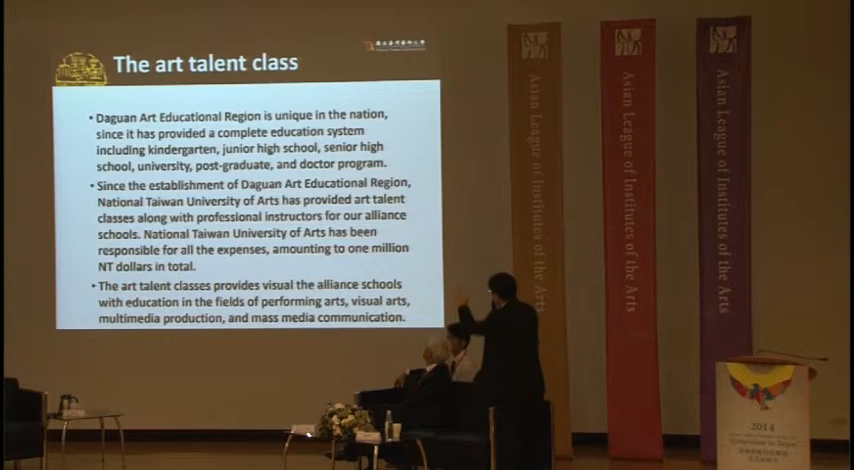 The art talent class
• Daguan Art Educational Region is unique in the nation,
since it has provided a complete education system
including kindergarten, junior high school, senior high
school, university, post-graduate, and doctor program.
• Since the establishment of Daguan Art Educational Region,
National Taiwan University of Arts has provided art talent
classes along with professional instructors for our alliance
schools. National Taiwan University of Arts has been
responsible for all the expenses, amounting to one million
NT dollars in total.
• The art talent classes provides visual the alliance schools
with education in the fields of performing arts, visual arts,
multimedia production, and mass media communication.
Asian League of Institutes of the Arts
Asian League of Institutes of the Arts
Asian League of Institutes of the Arts
2014
Symposium in Taipei